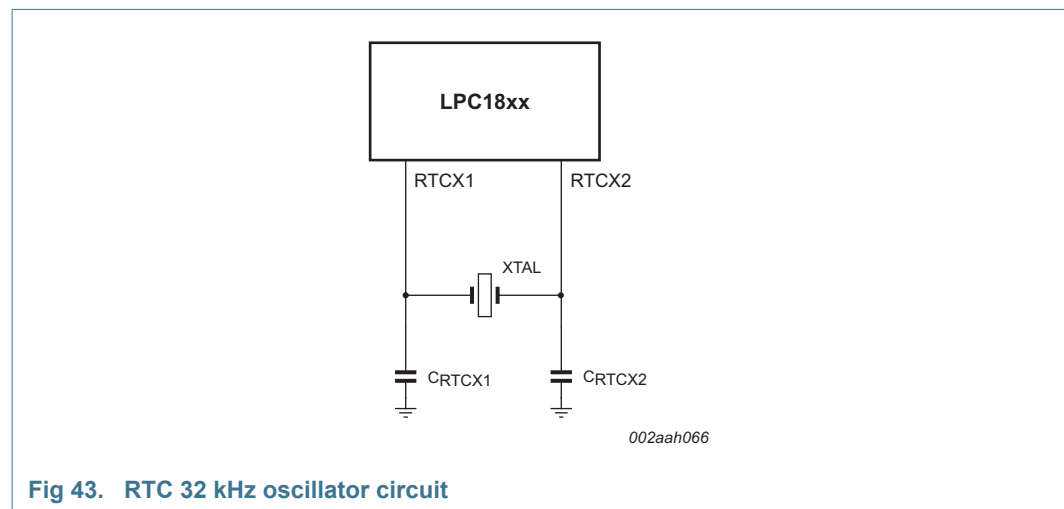 LPC18xx
RTCX1 RTCX2
XTAL
CRTCX1 CRTCX2
002aah066
Fig 43. RTC 32 kHz oscillator circuit